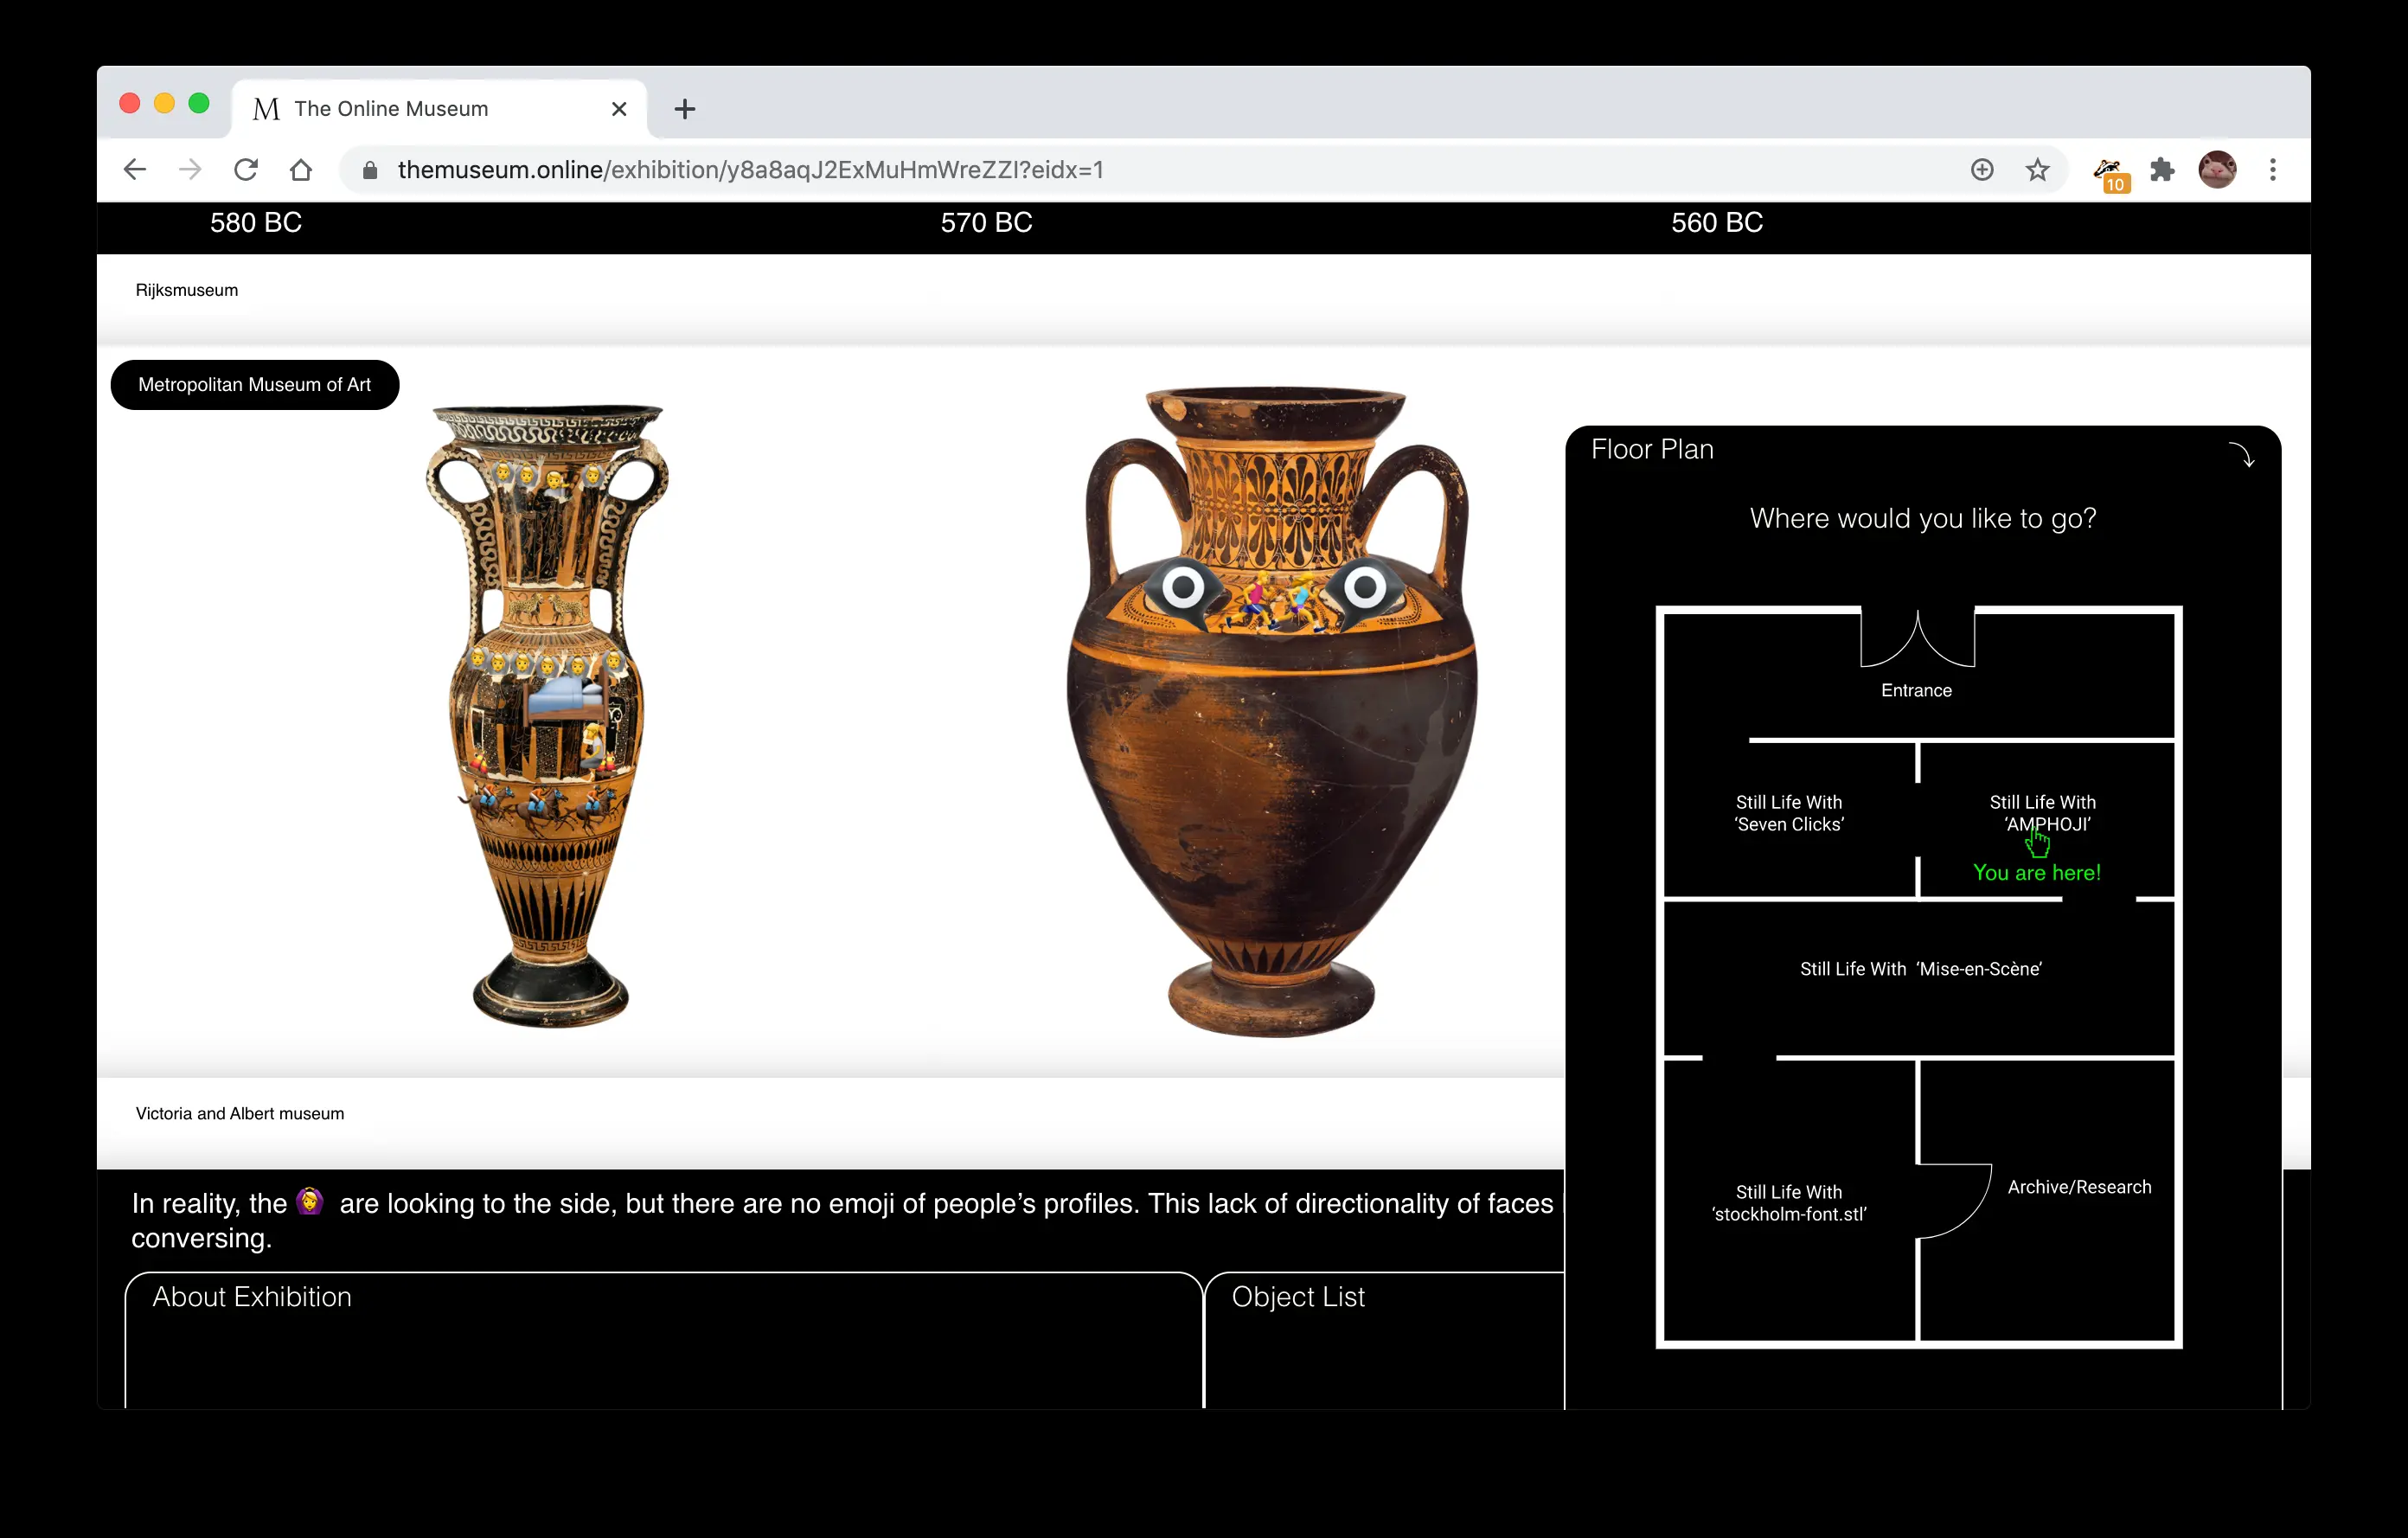 The Online Museum
themuseum.online/exhibition/y8a8aqJ2ExMuHmWreZZI?eidx=1
10
580 BC 570 BC 560 BC
Rijksmuseum
Metropolitan Museum of Art
Floor Plan
Where would you like to go?
Entrance
Still Life With
‘Seven Clicks’
Still Life With
‘AMPHOJI’
You are here!
Still Life With ‘Mise-en-Scène’
Still Life With
‘stockholm-font.stl’
Archive/Research
Victoria and Albert museum
In reality, the 🙆‍♀️ are looking to the side, but there are no emoji of people’s profiles. This lack of directionality of faces
conversing.
About Exhibition
Object List